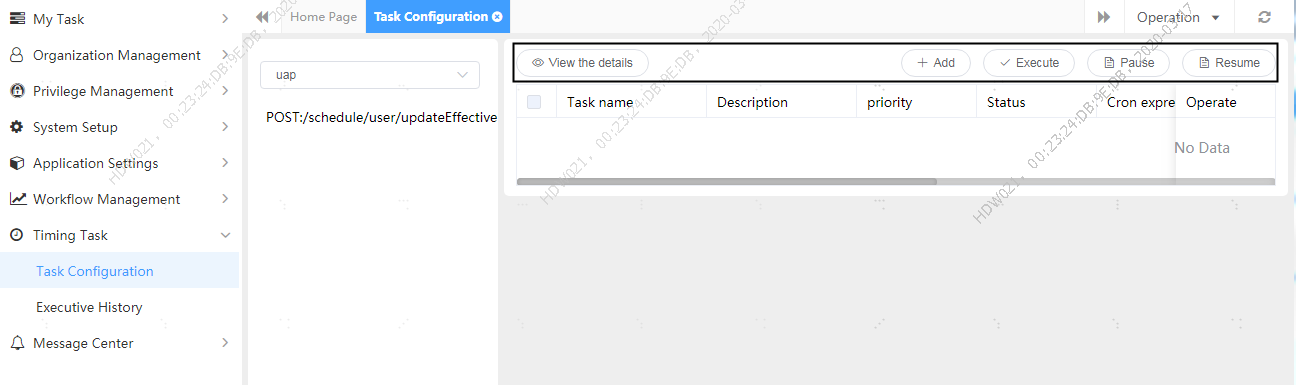 My Task
Organization Management
Privilege Management
System Setup
Application Settings
Workflow Management
Timing Task
Task Configuration
Executive History
Message Center
Home Page Task Configuration Operation
uap
POST:/schedule/user/updateEffective
View the details Add Execute Pause Resume
Task name Description priority Status Cron expre Operate
No Data
HDW021, 00:23:24:DB:9E:DB, 2020
HDW021, 00:23:24:DB:9E:DB, 2020-03-17
HDW021, 00:23:24:DB:9E:DB, 2020-03-17